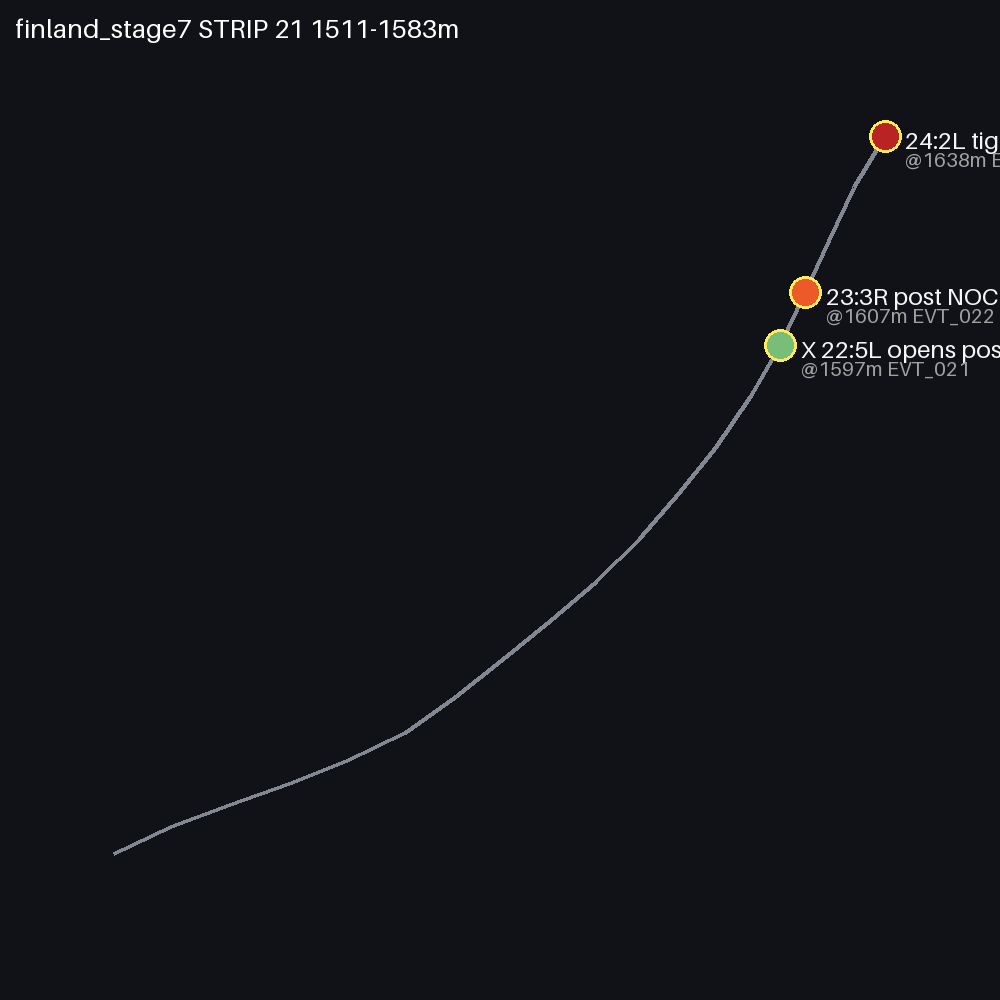 finland_stage7 STRIP 21 1511-1583m
24:2L tig
@1638m E
23:3R post NOC
@1607m EVT_022
X 22:5L opens pos
@1597m EVT_021